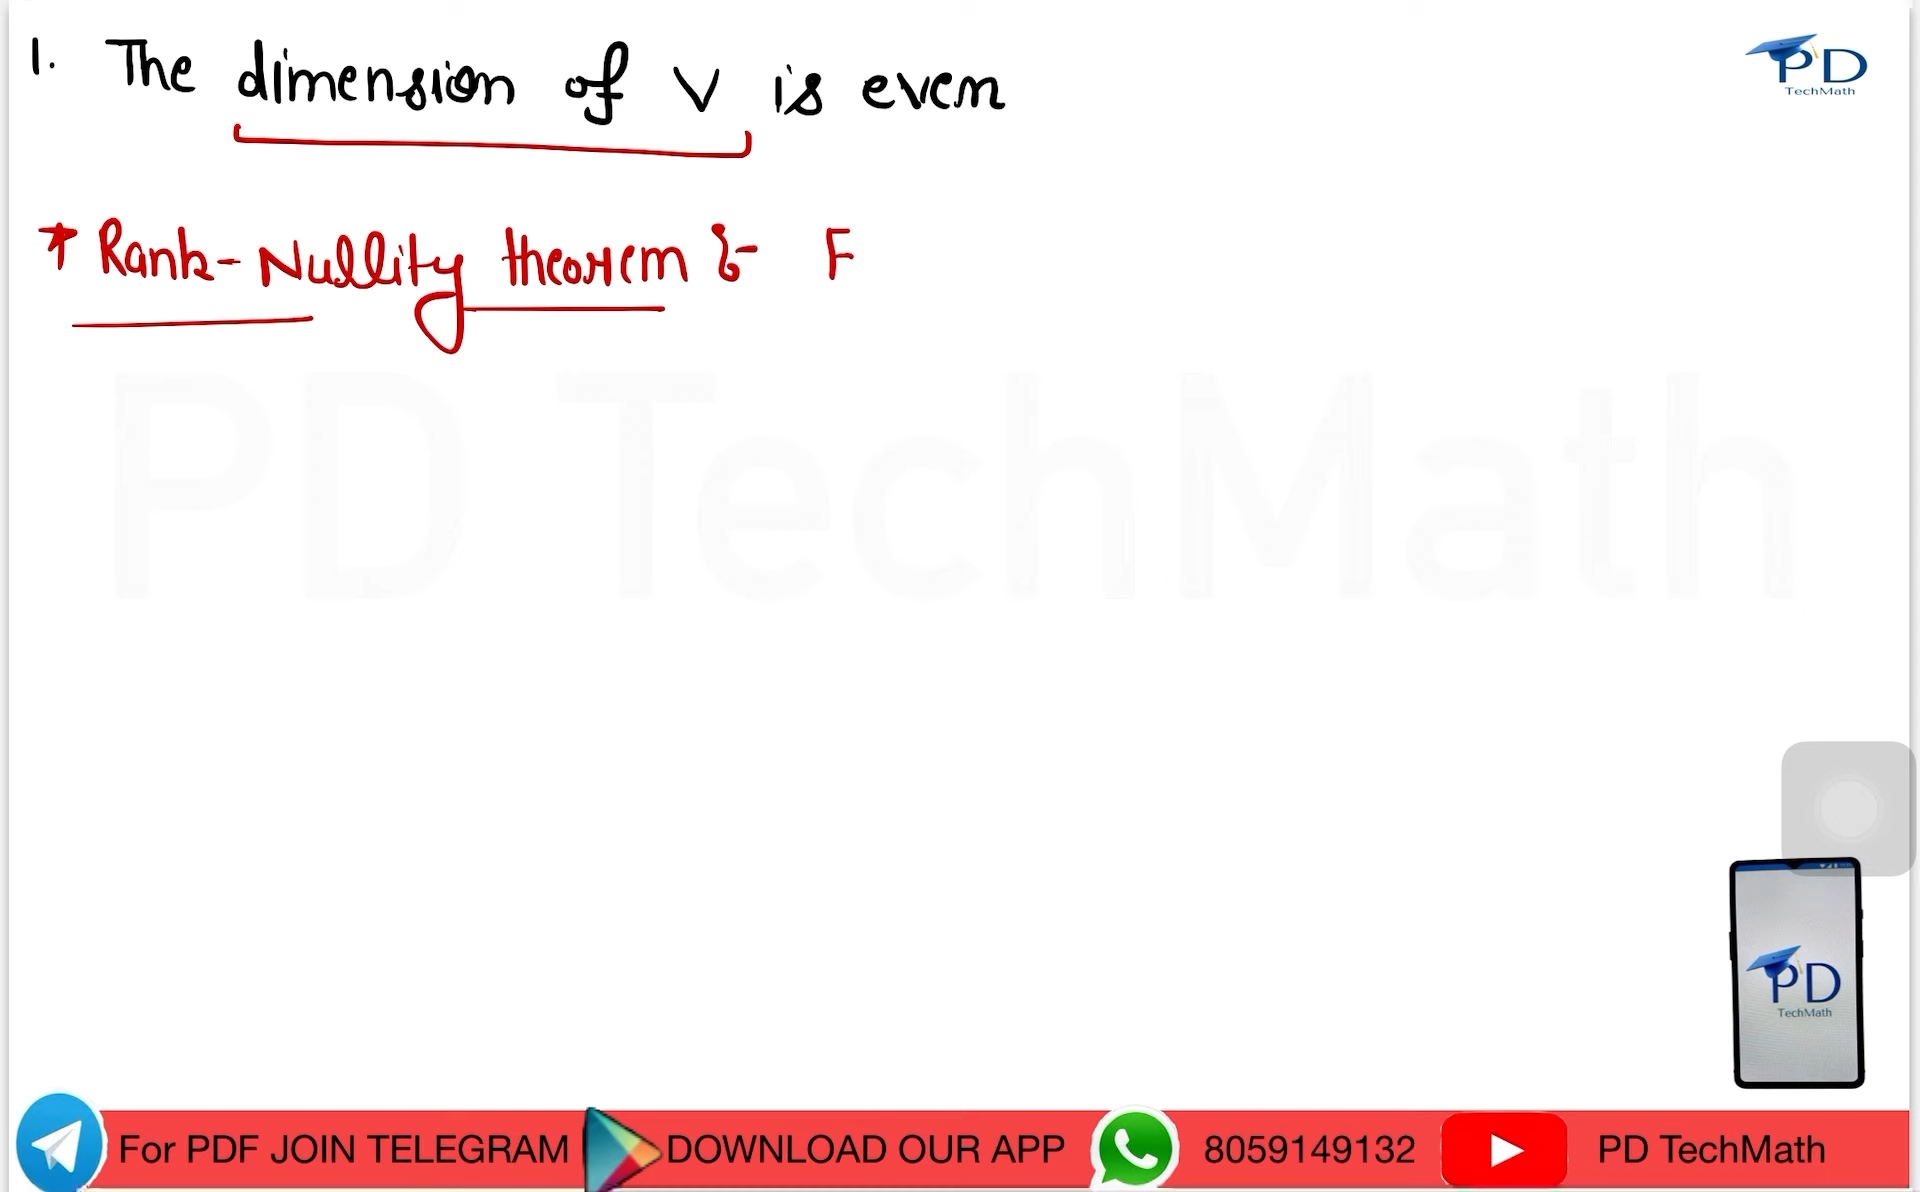 1. The dimension of V is even
PD
TechMath
* Rank-Nullity theorem :- F
PD TechMath
PD
TechMath
For PDF JOIN TELEGRAM DOWNLOAD OUR APP 8059149132 PD TechMath